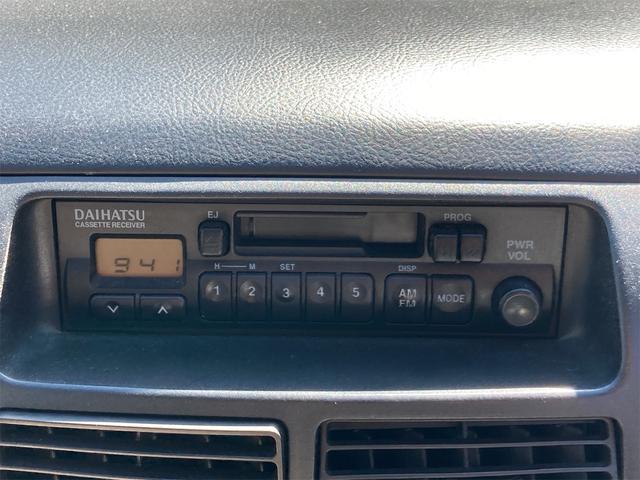 DAIHATSU
CASSETTE RECEIVER
EJ
PROG
PWR
VOL
941
H M SET
DISP
1 2 3 4 5
AM
FM
MODE